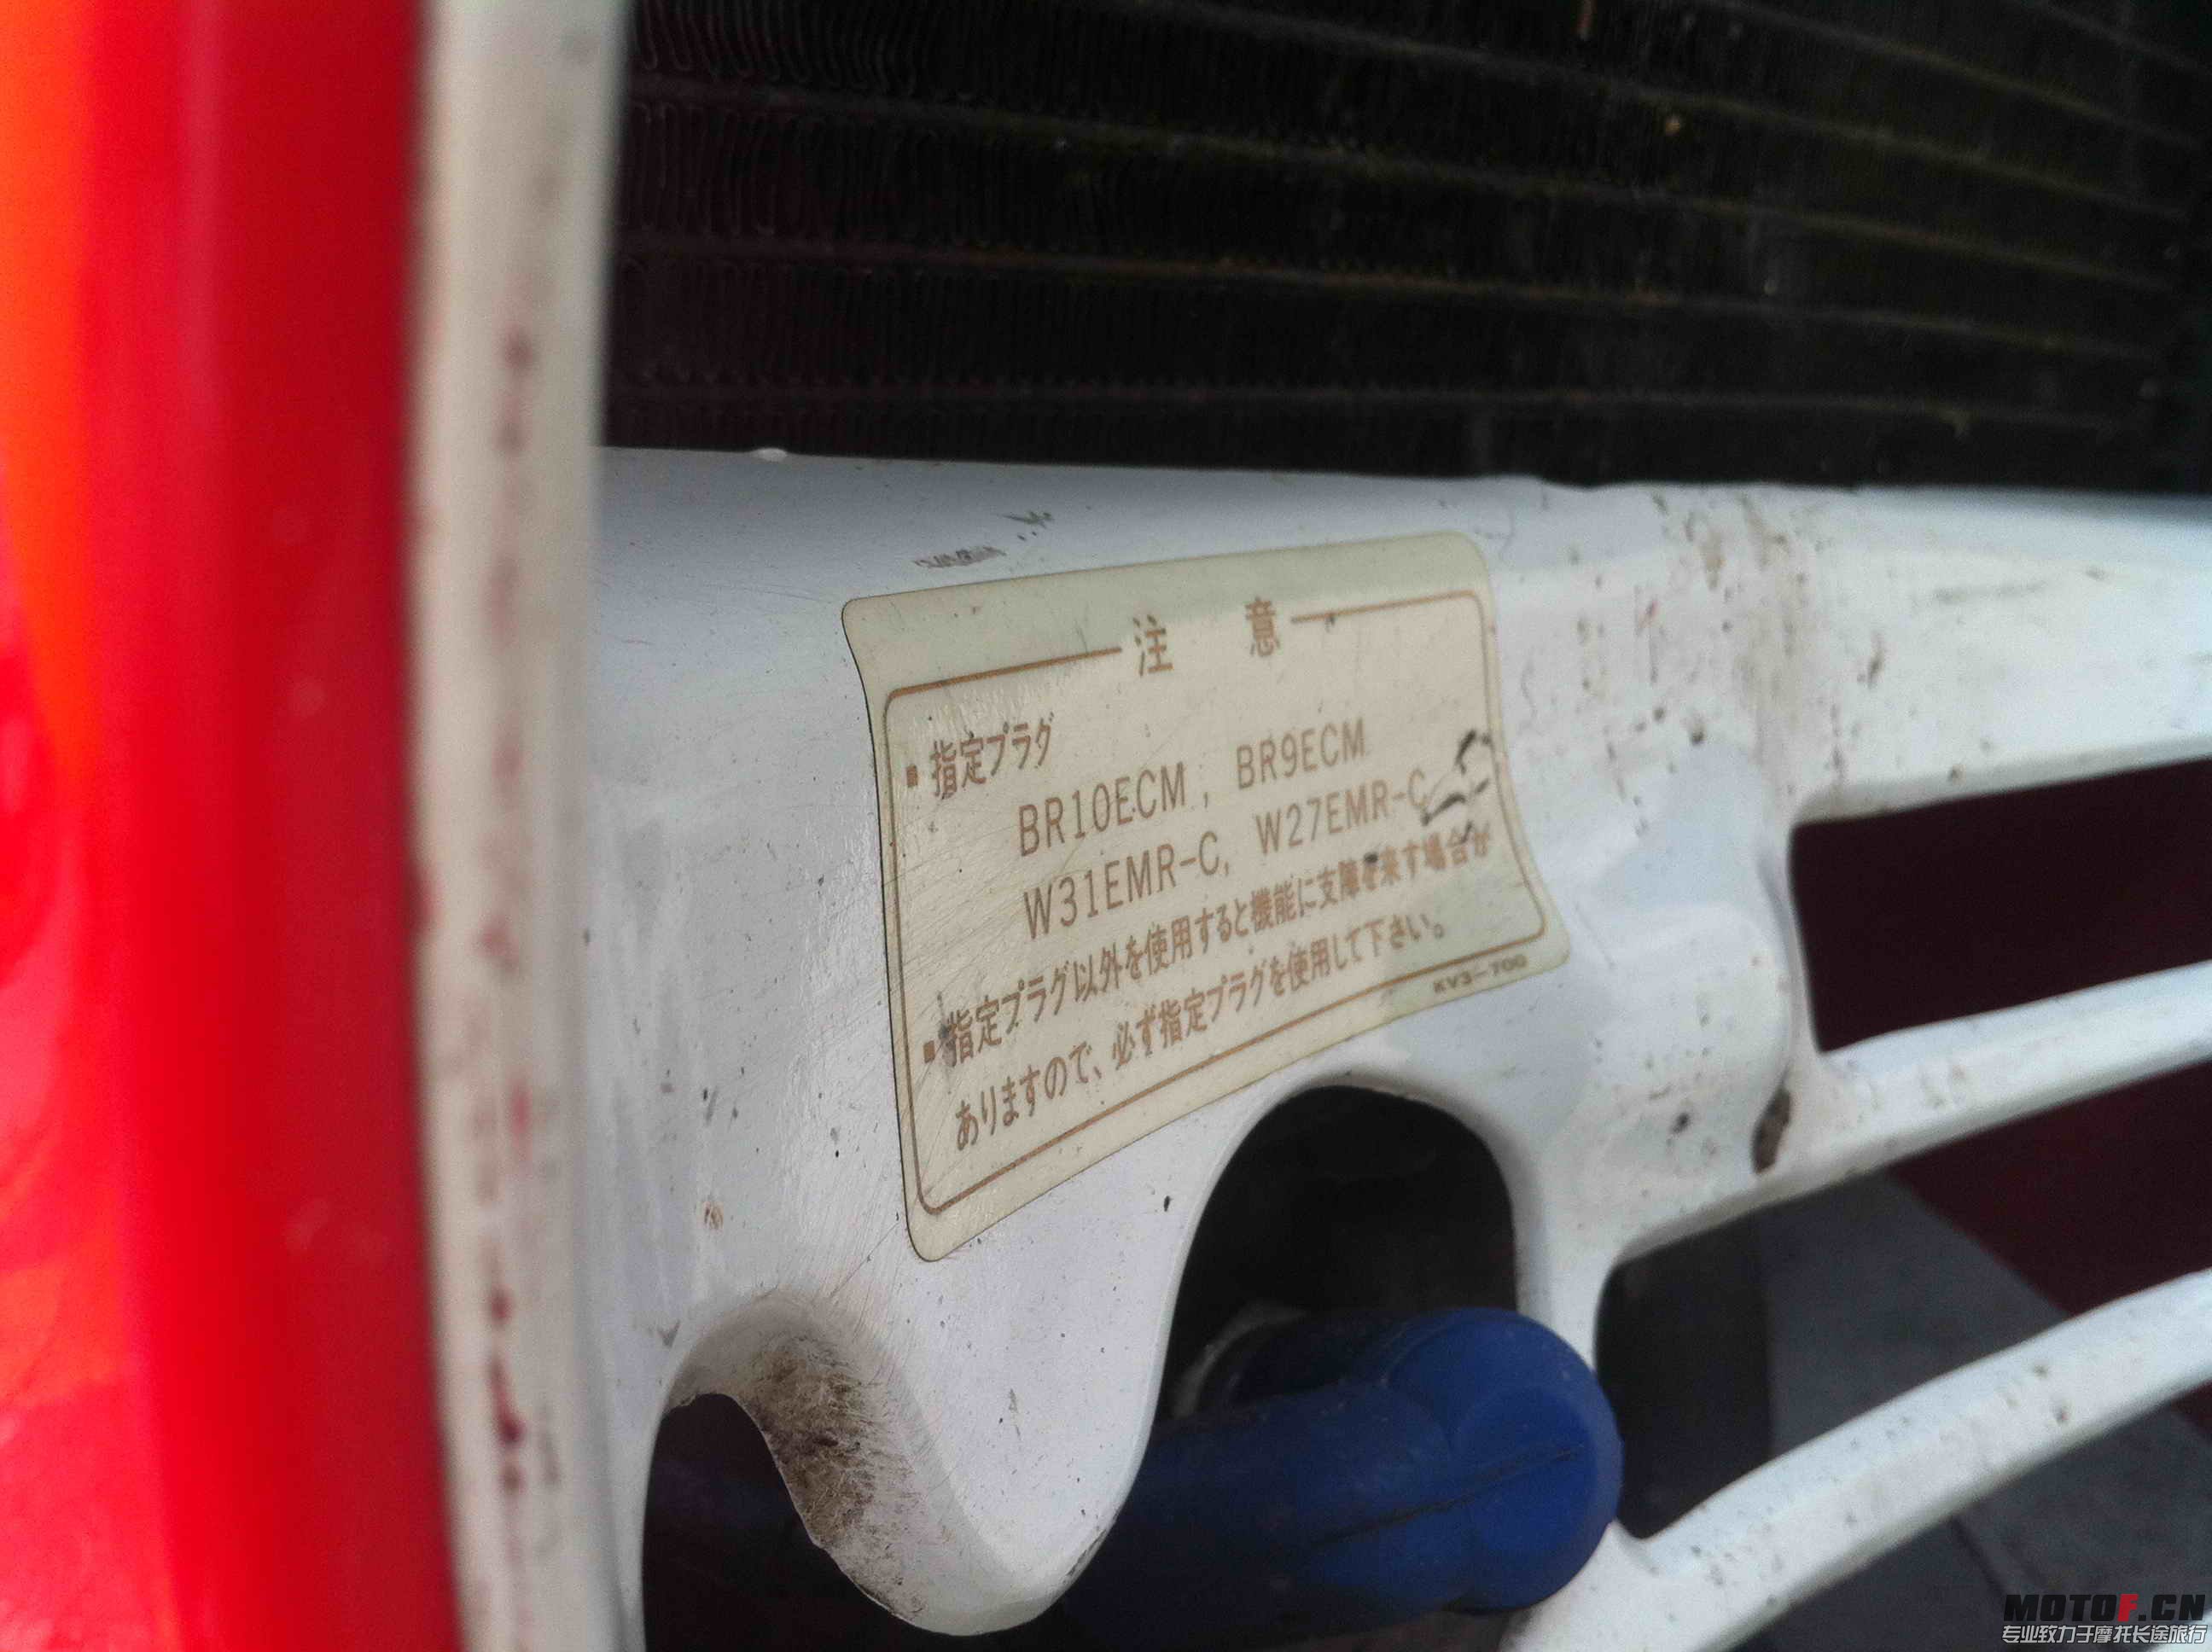 注 意
▪指定プラグ
BR10ECM, BR9ECM
W31EMR-C, W27EMR-C
▪指定プラグ以外を使用すると機能に支障を来す場合が
ありますので、必ず指定プラグを使用して下さい。
KV3-700
MOTOF.CN
专业致力于摩托长途旅行